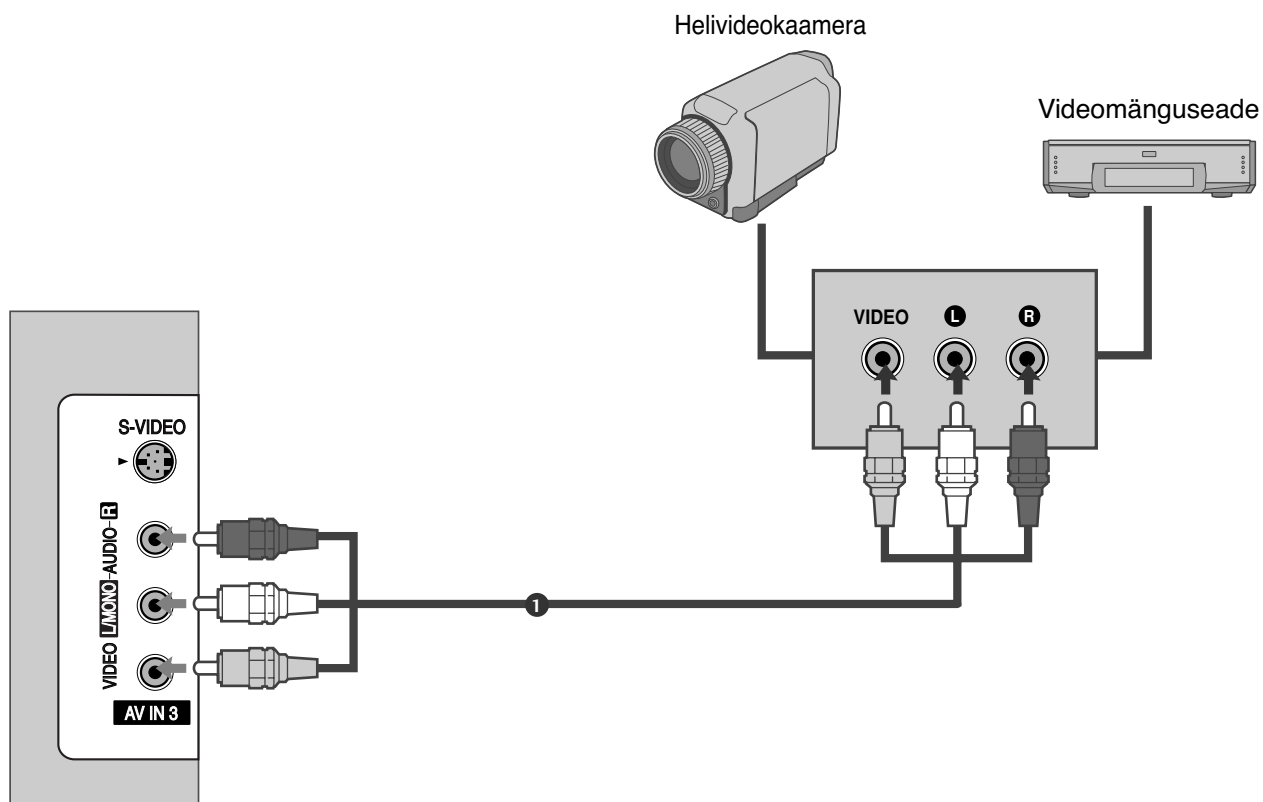 Helivideokaamera
Videomänguseade
VIDEO L R
S-VIDEO
VIDEO L/MONO-AUDIO-R
1
AV IN 3